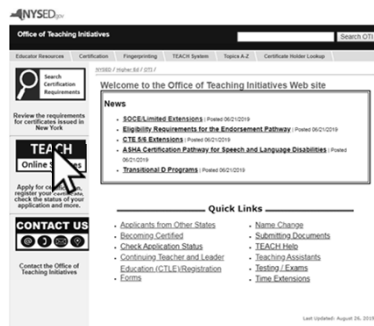 NYSED.gov
Office of Teaching Initiatives
Search OTI
Educator Resources Certification Fingerprinting TEACH System Topics A-Z Certificate Holder Lookup
NYSED / Higher Ed / OTI /
Search
Certification
Requirements
Review the requirements
for certificates issued in
New York
TEACH
Online
Apply for
register your certificate,
check the status of your
application and more.
CONTACT US
Contact the Office of
Teaching Initiatives
Welcome to the Office of Teaching Initiatives Web site
News
SOCE/Limited Extensions | Posted 06/21/2019
Eligibility Requirements for the Endorsement Pathway | Posted 06/21/2019
CTE 5/6 Extensions | Posted 06/21/2019
ASHA Certification Pathway for Speech and Language Disabilities | Posted
06/21/2019
Transitional D Programs | Posted 06/21/2019
Quick Links
Applicants from Other States
Becoming Certified
Check Application Status
Continuing Teacher and Leader
Education (CTLE)/Registration
Forms
Name Change
Submitting Documents
TEACH Help
Teaching Assistants
Testing / Exams
Time Extensions
Last Updated: August 26, 2019